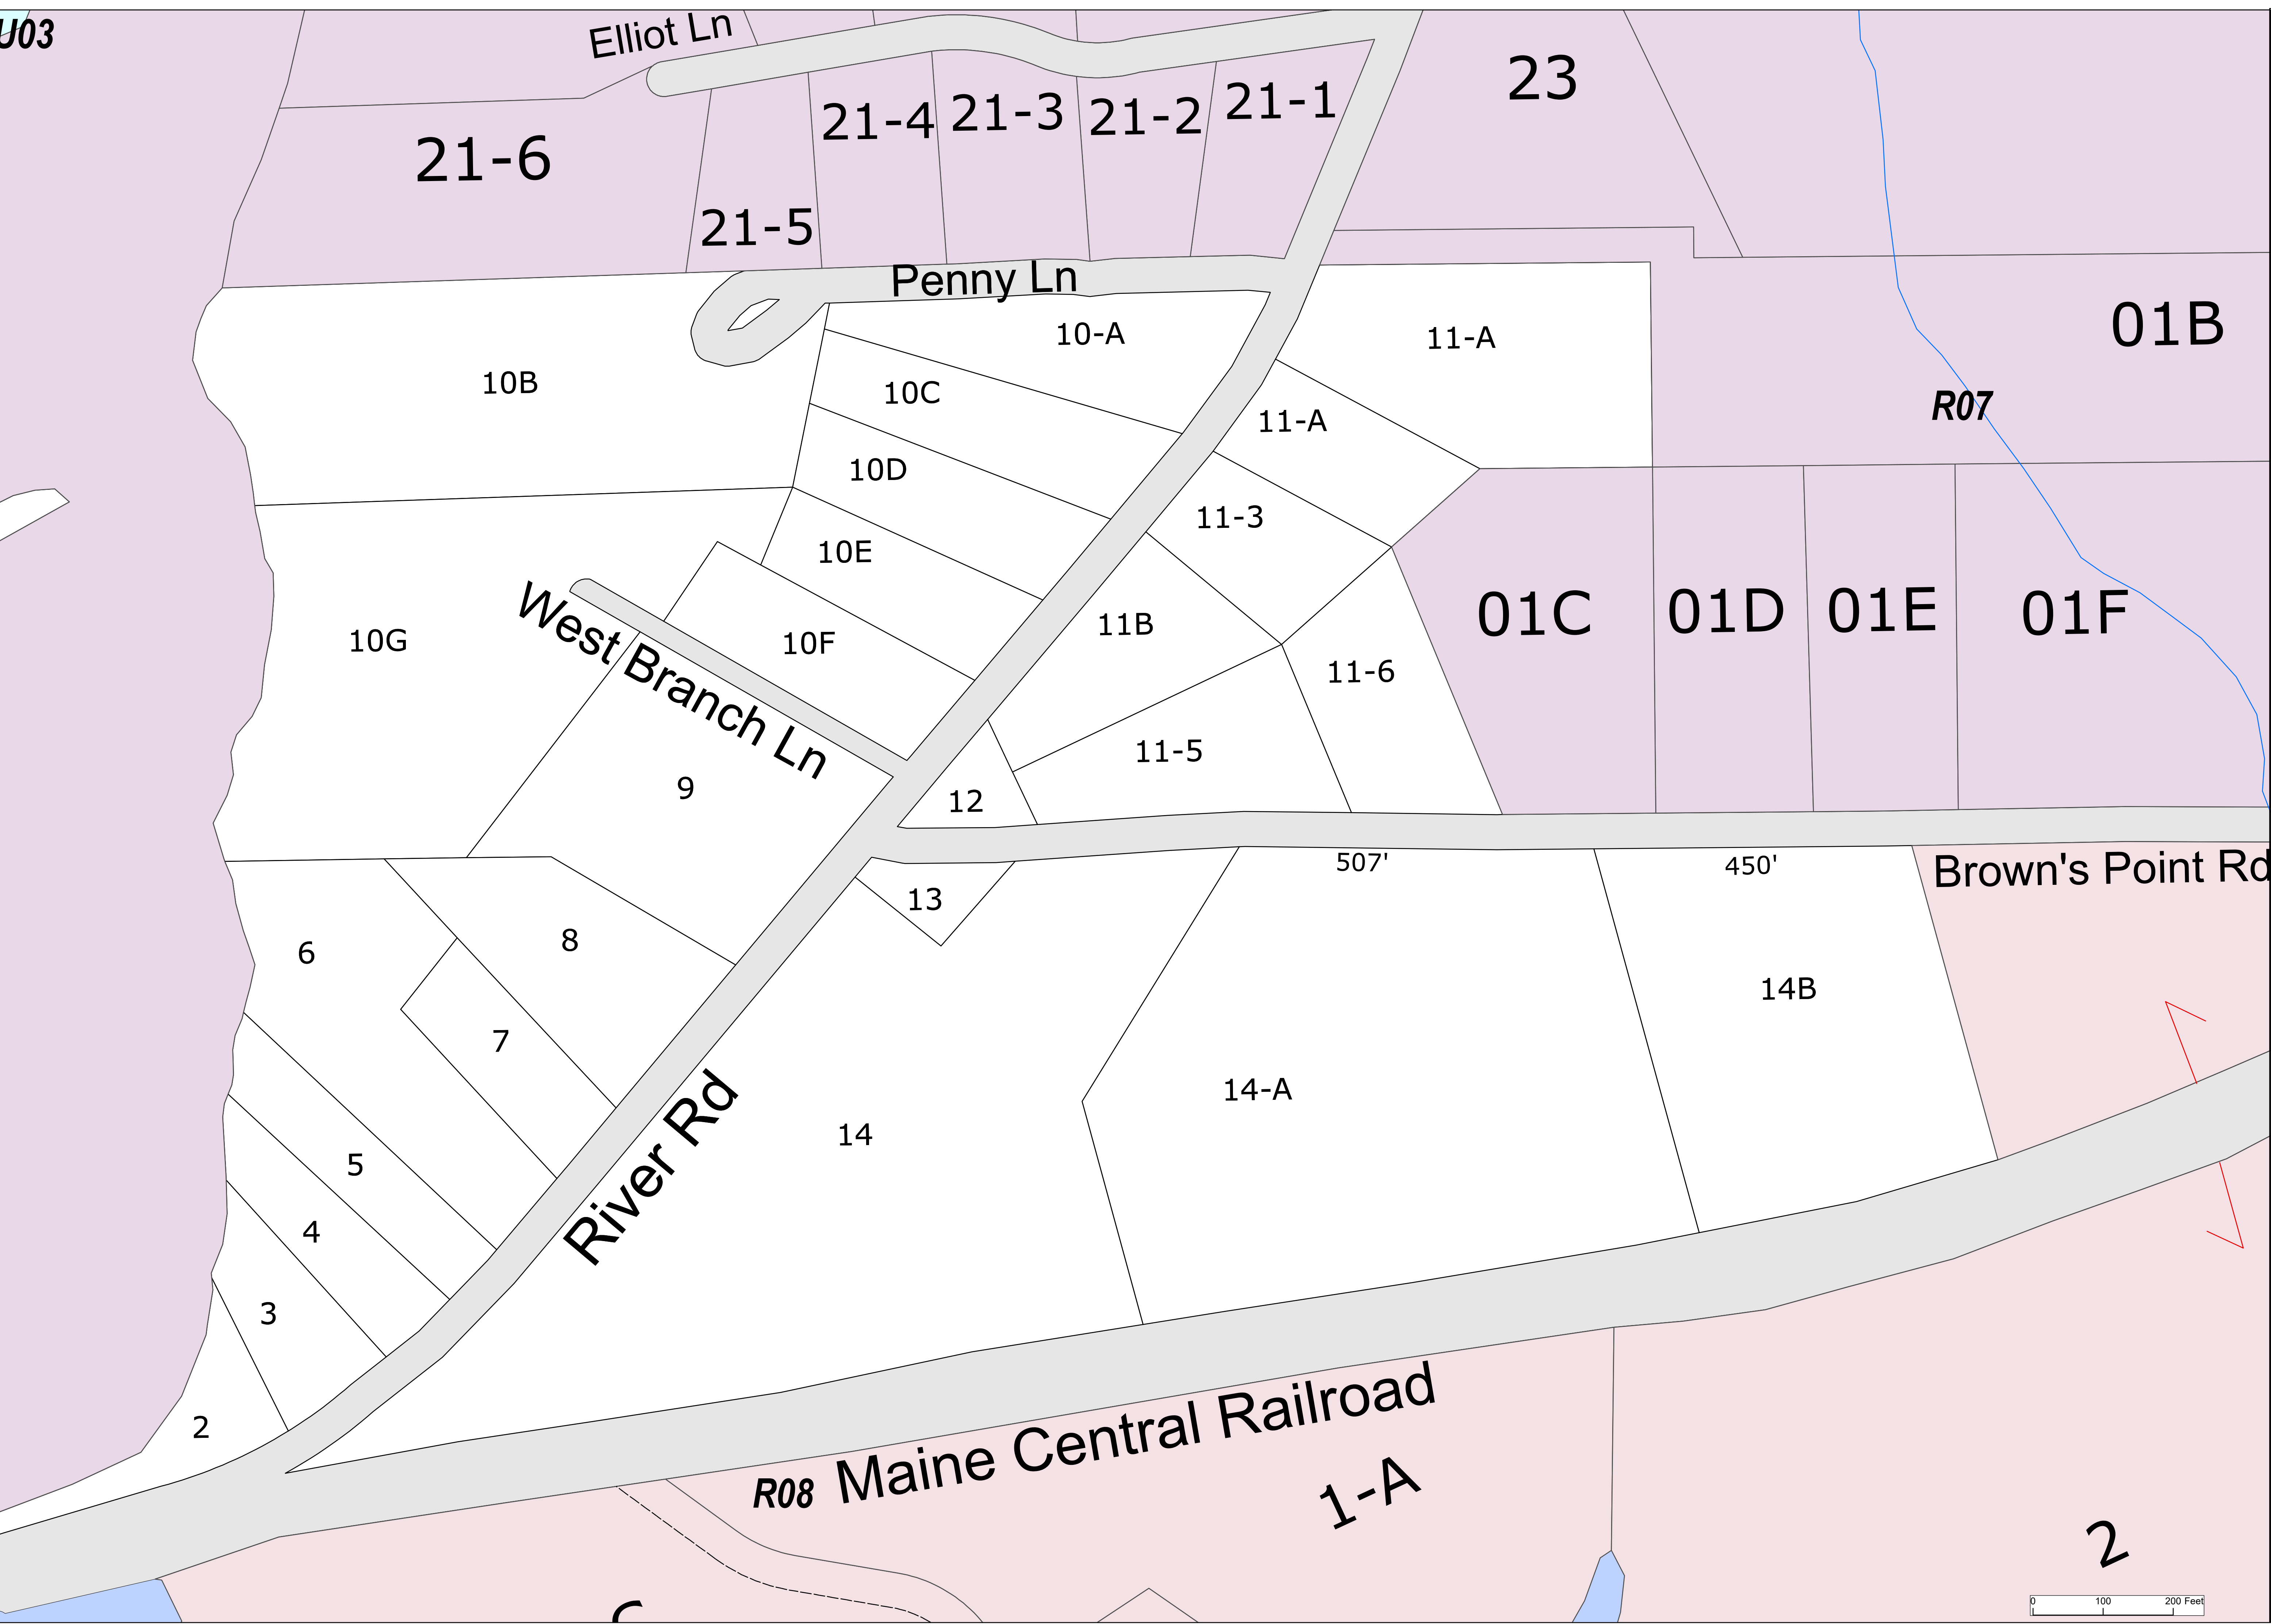 U03
Elliot Ln
23
21-1
21-3
21-2
21-4
21-6
21-5
Penny Ln
01B
10-A
11-A
10B
10C
R07
11-A
10D
11-3
10E
01C
01D
01E
01F
11B
10G
10F
West Branch Ln
11-6
11-5
9
12
507'
450'
Brown's Point Rd
13
8
6
14B
7
14-A
River Rd
14
5
4
3
2
Maine Central Railroad
R08
1-A
2
0 100 200 Feet